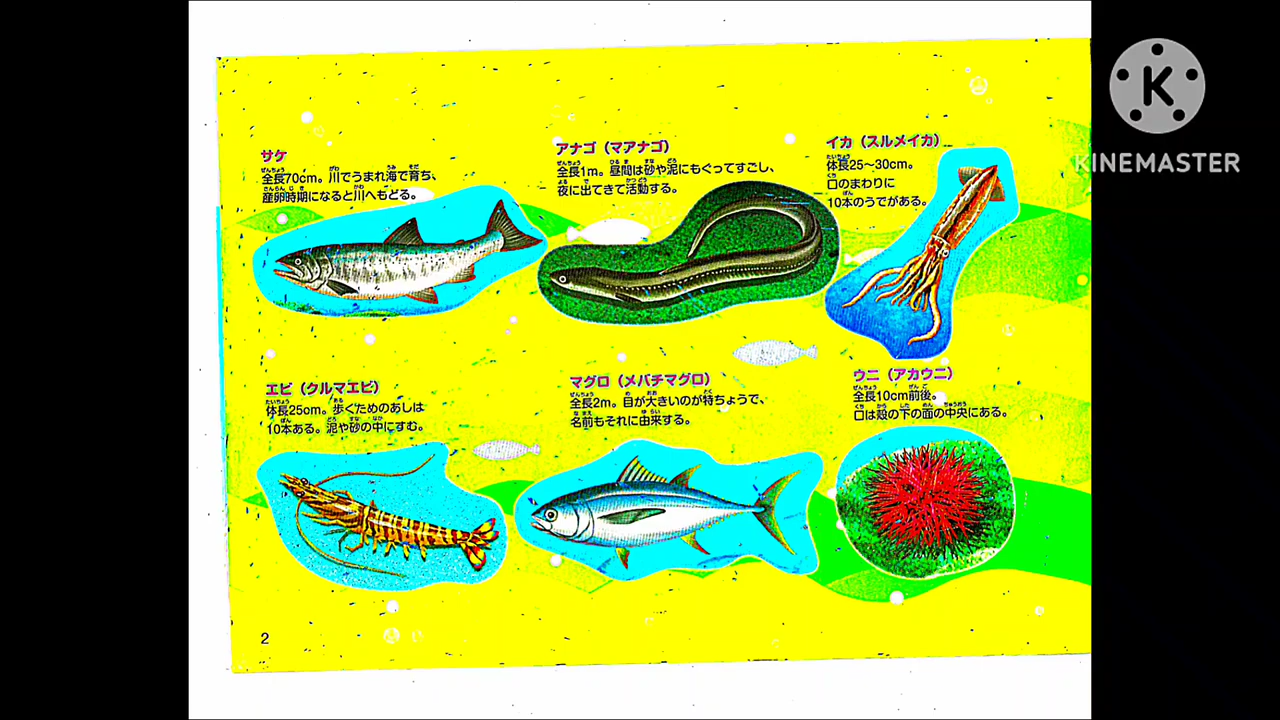 サケ
全長70cm。川でうまれ海で育ち、
産卵時期になると川へもどる。
アナゴ（マアナゴ）
全長1m。昼間は砂や泥にもぐってすごし、
夜に出てきて活動する。
イカ（スルメイカ）
体長25〜30cm。
口のまわりに
10本のうでがある。
エビ（クルマエビ）
体長25cm。歩くためのあしは
10本ある。泥や砂の中にすむ。
マグロ（メバチマグロ）
全長2m。目が大きいのが特ちょうで、
名前もそれに由来する。
ウニ（アカウニ）
全長10cm前後。
口は殻の下の面の中央にある。
2
K
KINEMASTER